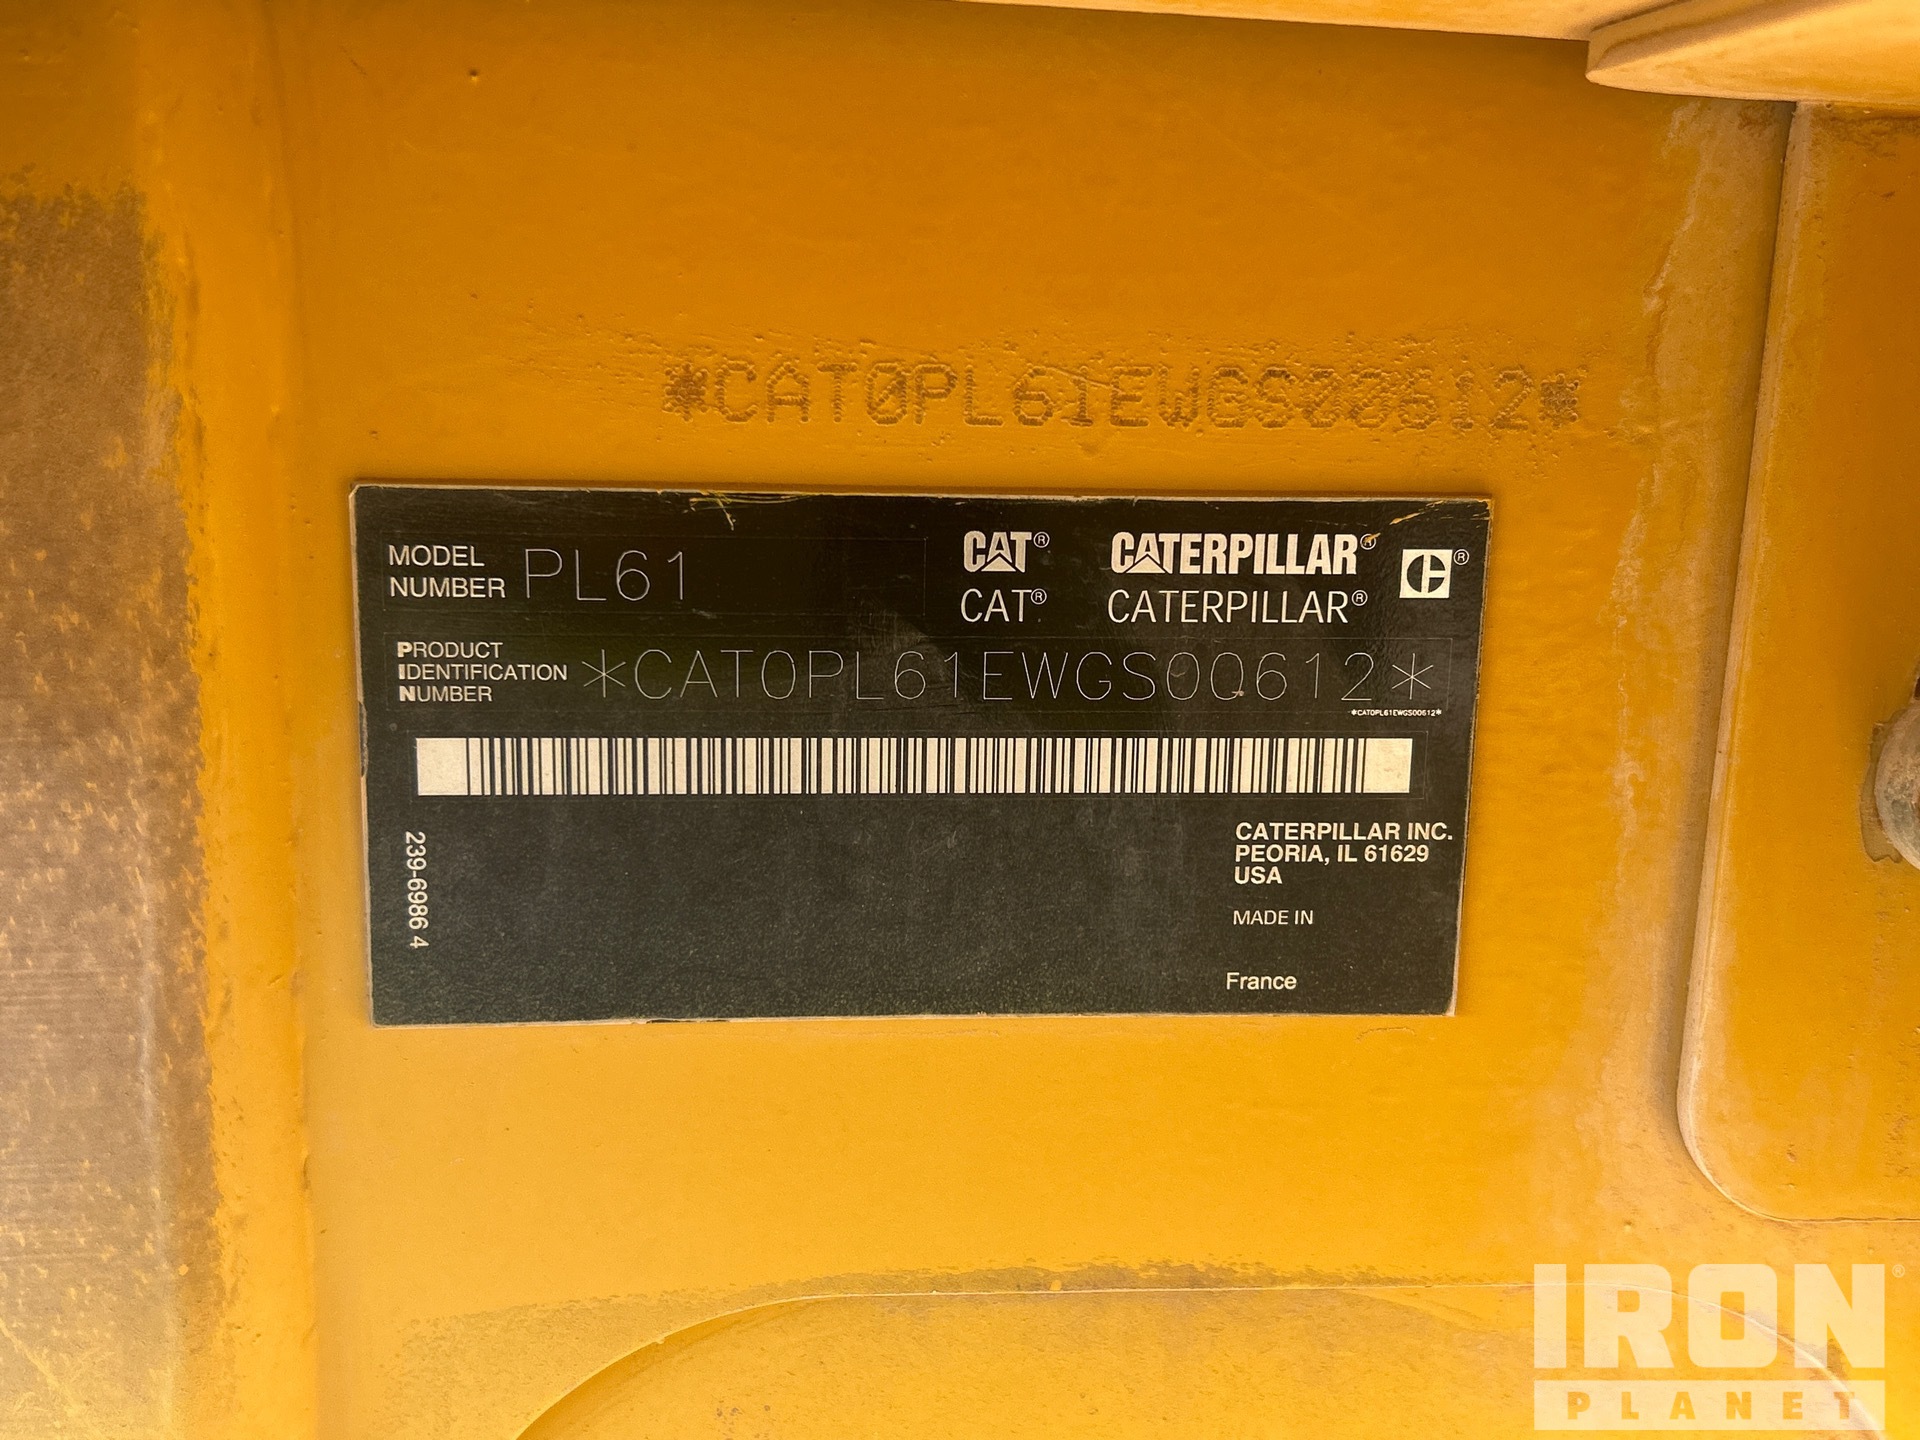 *CAT0PL61EWGS00612*
MODEL NUMBER PL61
CAT® CATERPILLAR® ®
CAT® CATERPILLAR®
PRODUCT IDENTIFICATION NUMBER *CAT0PL61EWGS00612*
*CAT0PL61EWGS00612*
239-6986 4
CATERPILLAR INC.
PEORIA, IL 61629
USA
MADE IN
France
IRON®
PLANET